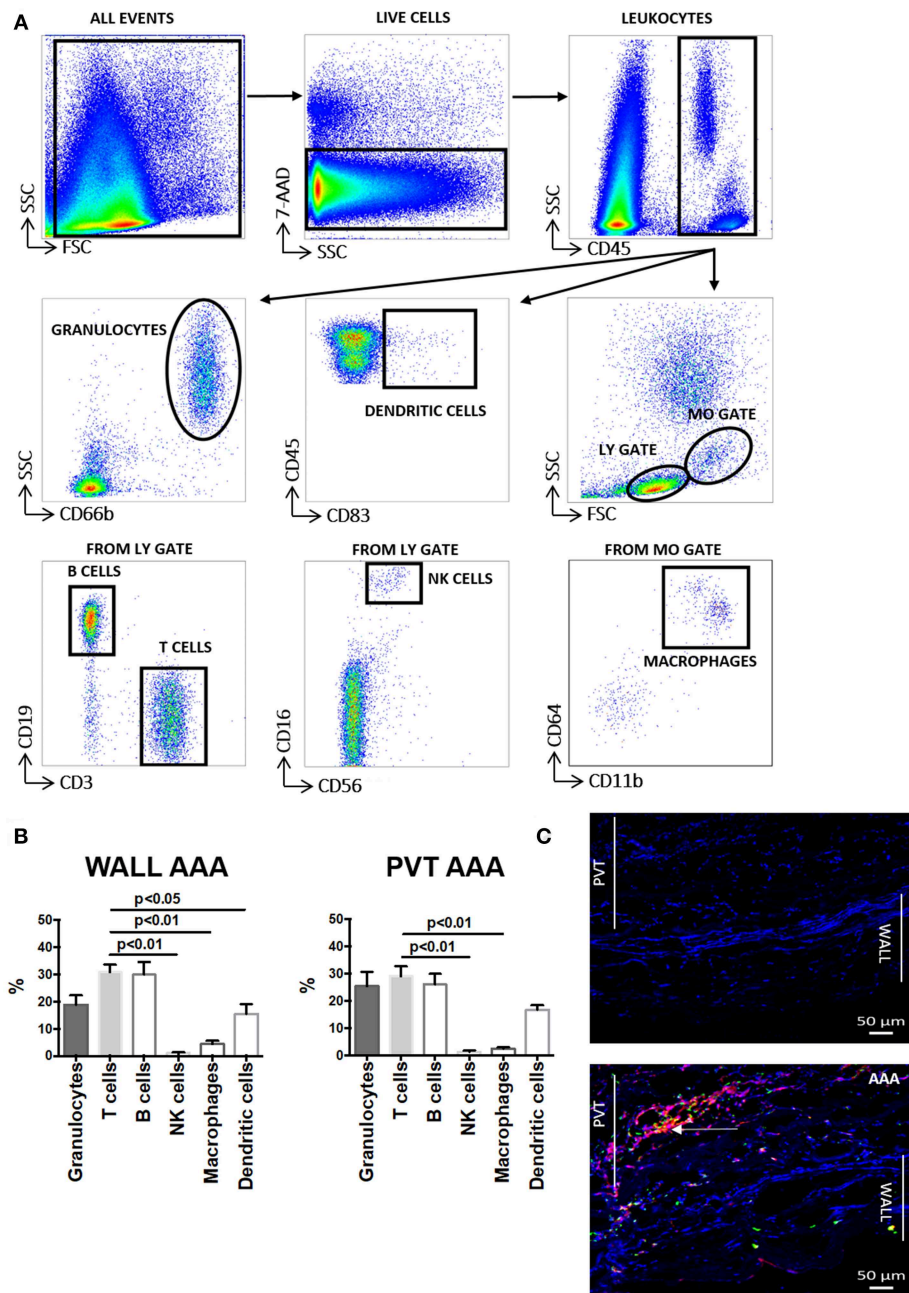 A
ALL EVENTS
LIVE CELLS
LEUKOCYTES
SSC
FSC
7-AAD
SSC
SSC
CD45
GRANULOCYTES
SSC
CD66b
DENDRITIC CELLS
CD45
CD83
MO GATE
LY GATE
SSC
FSC
FROM LY GATE
B CELLS
T CELLS
CD19
CD3
FROM LY GATE
NK CELLS
CD16
CD56
FROM MO GATE
MACROPHAGES
CD64
CD11b
B
WALL AAA
p<0.05
p<0.01
p<0.01
%
50
40
30
20
10
0
Granulocytes
T cells
B cells
NK cells
Macrophages
Dendritic cells
PVT AAA
p<0.01
p<0.01
%
50
40
30
20
10
0
Granulocytes
T cells
B cells
NK cells
Macrophages
Dendritic cells
C
PVT
WALL
50 µm
AAA
PVT
WALL
50 µm